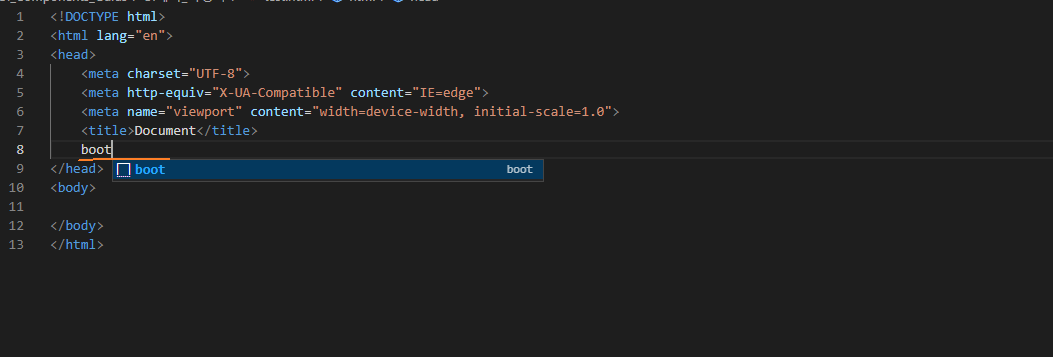 1 <!DOCTYPE html>
2 <html lang="en">
3 <head>
4 <meta charset="UTF-8">
5 <meta http-equiv="X-UA-Compatible" content="IE=edge">
6 <meta name="viewport" content="width=device-width, initial-scale=1.0">
7 <title>Document</title>
8 boot
9 </head>
boot boot
10 <body>
11
12 </body>
13 </html>